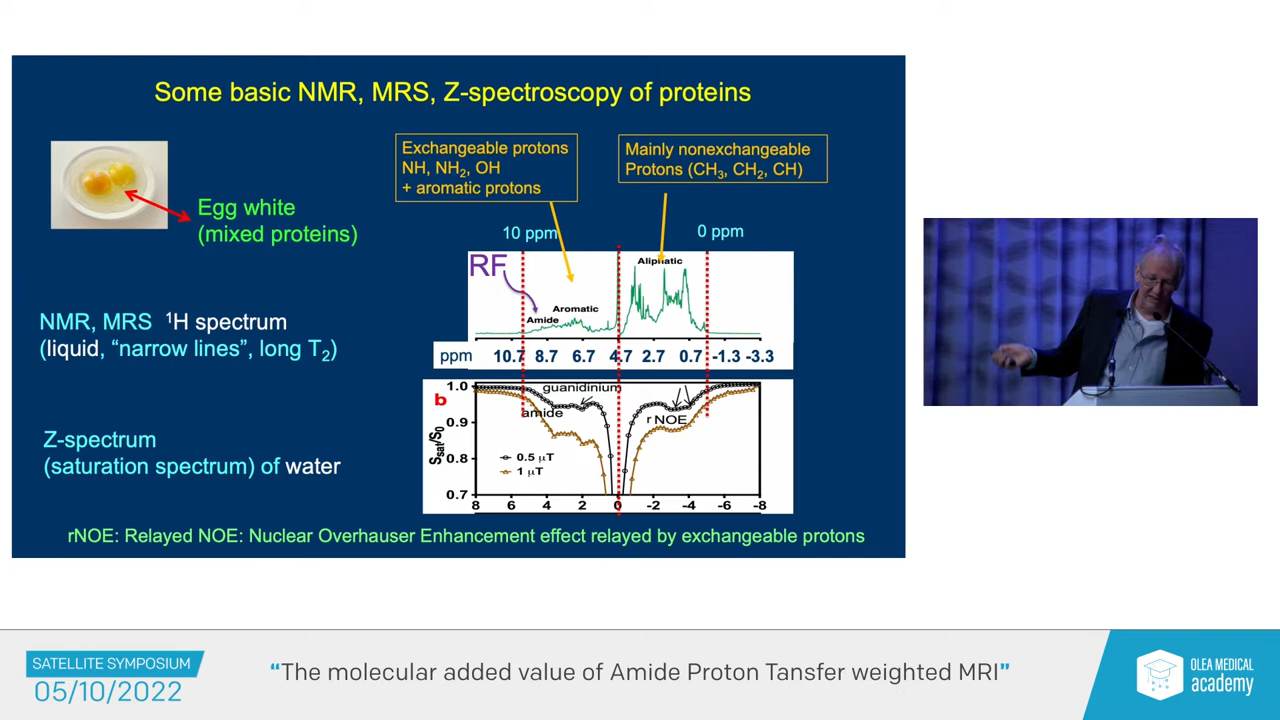 Some basic NMR, MRS, Z-spectroscopy of proteins
Exchangeable protons
NH, NH₂, OH
+ aromatic protons
Mainly nonexchangeable
Protons (CH₃, CH₂, CH)
Egg white
(mixed proteins)
10 ppm
0 ppm
RF
Aliphatic
Aromatic
Amide
NMR, MRS ¹H spectrum
(liquid, “narrow lines”, long T₂)
ppm 10.7 8.7 6.7 4.7 2.7 0.7 -1.3 -3.3
b
guanidinium
amide
r NOE
Ssat/S0
1.0
0.9
0.8
0.7
0.5 µT
1 µT
8 6 4 2 0 -2 -4 -6 -8
Z-spectrum
(saturation spectrum) of water
rNOE: Relayed NOE: Nuclear Overhauser Enhancement effect relayed by exchangeable protons
SATELLITE SYMPOSIUM
05/10/2022
“The molecular added value of Amide Proton Tansfer weighted MRI”
OLEA MEDICAL
academy